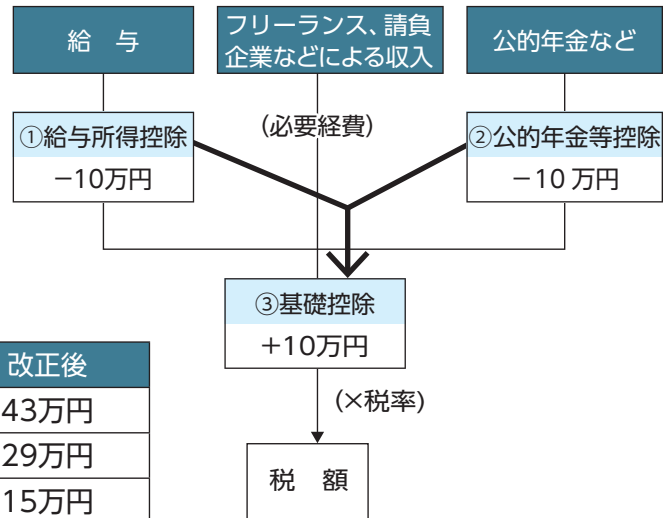 給 与
フリーランス、請負
企業などによる収入
公的年金など
①給与所得控除
−10万円
(必要経費)
②公的年金等控除
−10 万円
③基礎控除
+10万円
(×税率)
税 額
改正後
43万円
29万円
15万円